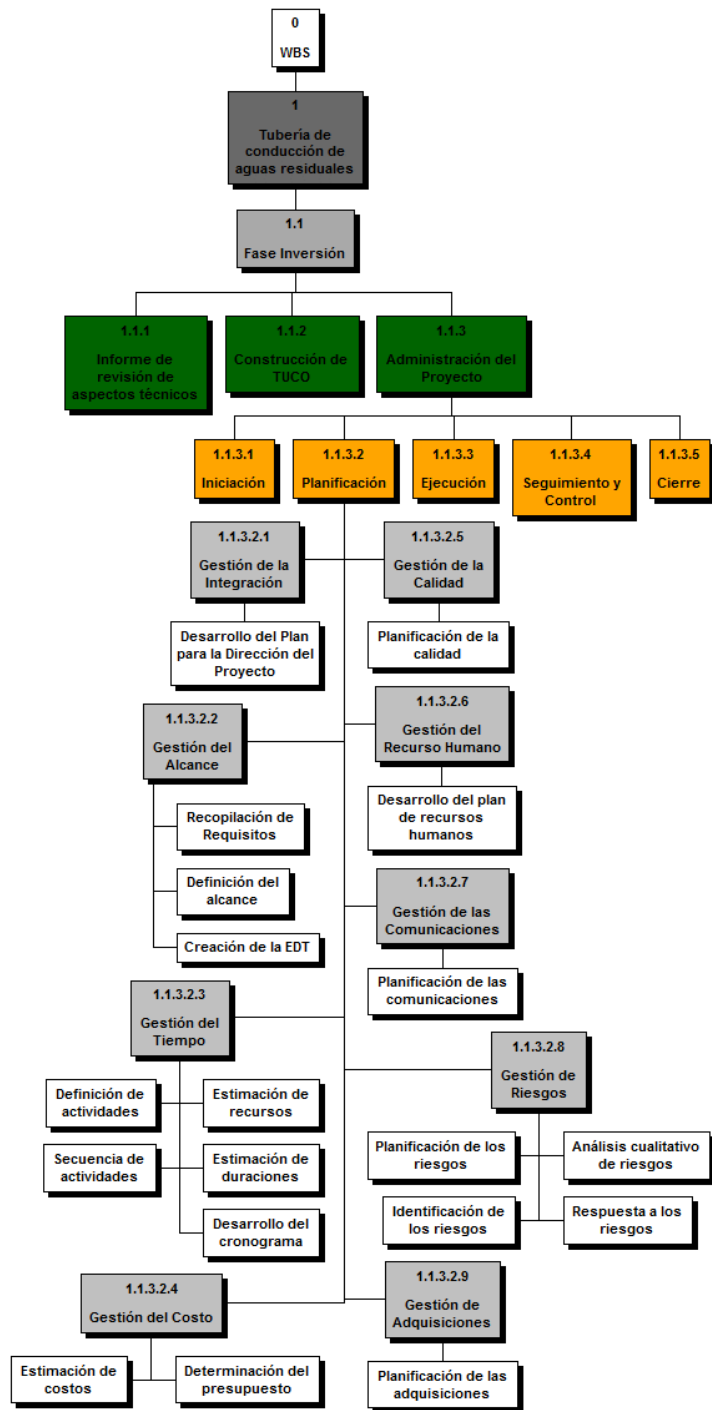 0
WBS
1
Tubería de
conducción de
aguas residuales
1.1
Fase Inversión
1.1.1
Informe de
revisión de
aspectos técnicos
1.1.2
Construcción de
TUCO
1.1.3
Administración del
Proyecto
1.1.3.1
Iniciación
1.1.3.2
Planificación
1.1.3.3
Ejecución
1.1.3.4
Seguimiento y
Control
1.1.3.5
Cierre
1.1.3.2.1
Gestión de la
Integración
Desarrollo del Plan
para la Dirección del
Proyecto
1.1.3.2.5
Gestión de la
Calidad
Planificación de la
calidad
1.1.3.2.2
Gestión del
Alcance
Recopilación de
Requisitos
Definición del
alcance
Creación de la EDT
1.1.3.2.6
Gestión del
Recurso Humano
Desarrollo del plan
de recursos
humanos
1.1.3.2.7
Gestión de las
Comunicaciones
Planificación de las
comunicaciones
1.1.3.2.3
Gestión del
Tiempo
Definición de
actividades
Estimación de
recursos
Secuencia de
actividades
Estimación de
duraciones
Desarrollo del
cronograma
1.1.3.2.8
Gestión de
Riesgos
Planificación de los
riesgos
Análisis cualitativo
de riesgos
Identificación de
los riesgos
Respuesta a los
riesgos
1.1.3.2.4
Gestión del Costo
Estimación de
costos
Determinación del
presupuesto
1.1.3.2.9
Gestión de
Adquisiciones
Planificación de las
adquisiciones